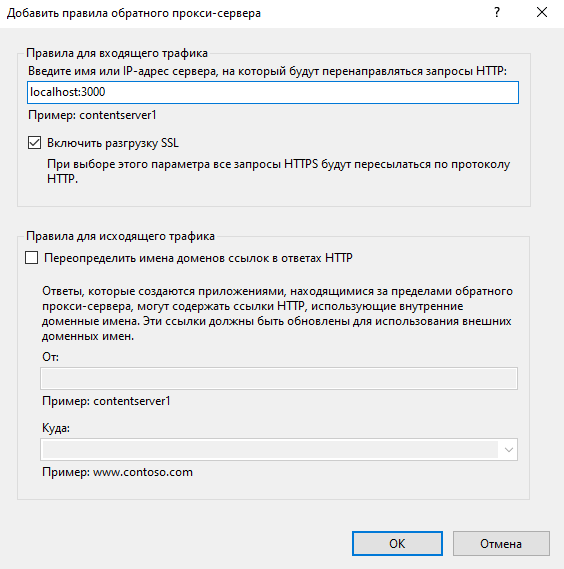 Добавить правила обратного прокси-сервера
?
Правила для входящего трафика
Введите имя или IP-адрес сервера, на который будут перенаправляться запросы HTTP:
localhost:3000
Пример: contentserver1
Включить разгрузку SSL
При выборе этого параметра все запросы HTTPS будут пересылаться по протоколу
HTTP.
Правила для исходящего трафика
Переопределить имена доменов ссылок в ответах HTTP
Ответы, которые создаются приложениями, находящимися за пределами обратного
прокси-сервера, могут содержать ссылки HTTP, использующие внутренние
доменные имена. Эти ссылки должны быть обновлены для использования внешних
доменных имен.
От:
Пример: contentserver1
Куда:
Пример: www.contoso.com
ОК
Отмена